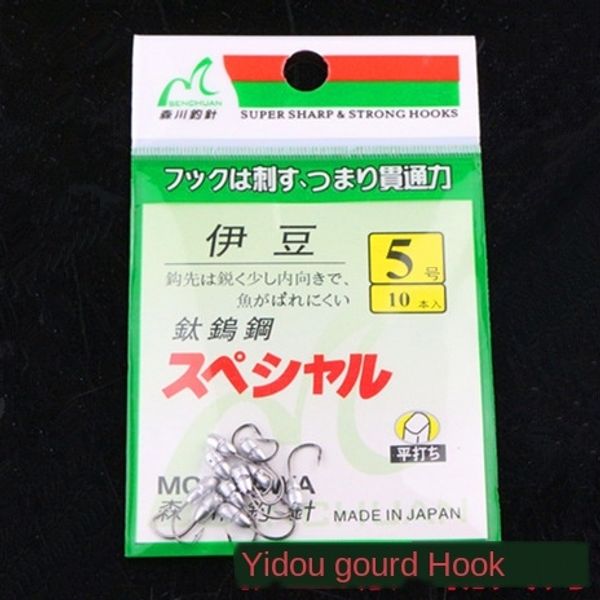 SENCHUAN
森川釣針
SUPER SHARP & STRONG HOOKS
フックは刺す、つまり貫通力
伊豆
5号
10本入
鈎先は鋭く少し内向きで、
魚がばれにくい
鈦鎢鋼
スペシャル
平打ち
MADE IN JAPAN
Yidou gourd Hook